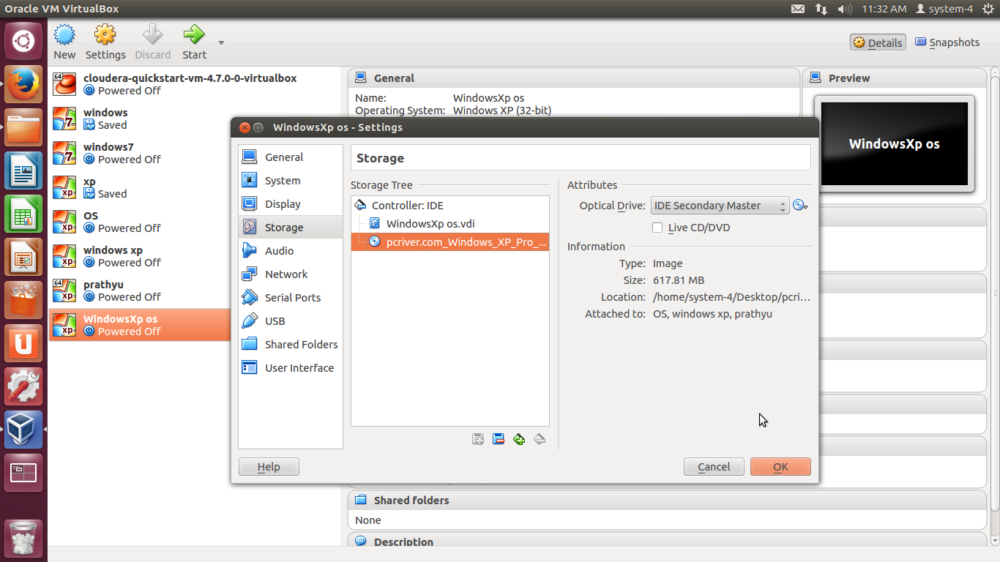 Oracle VM VirtualBox
11:32 AM system-4
New Settings Discard Start
Details Snapshots
64
cloudera-quickstart-vm-4.7.0-0-virtualbox
Powered Off
7
windows
Saved
7
windows7
Powered Off
xp
xp
Saved
xp
OS
Powered Off
xp
windows xp
Powered Off
64
xp
prathyu
Powered Off
xp
WindowsXp os
Powered Off
General
Name: WindowsXp os
Operating System: Windows XP (32-bit)
Preview
WindowsXp os
WindowsXp os - Settings
General
System
Display
Storage
Audio
Network
Serial Ports
USB
Shared Folders
User Interface
Storage
Storage Tree
Controller: IDE
WindowsXp os.vdi
pcriver.com_Windows_XP_Pro_...
Attributes
Optical Drive: IDE Secondary Master
Live CD/DVD
Information
Type: Image
Size: 617.81 MB
Location: /home/system-4/Desktop/pcri...
Attached to: OS, windows xp, prathyu
Help
Cancel
OK
Shared folders
None
Description